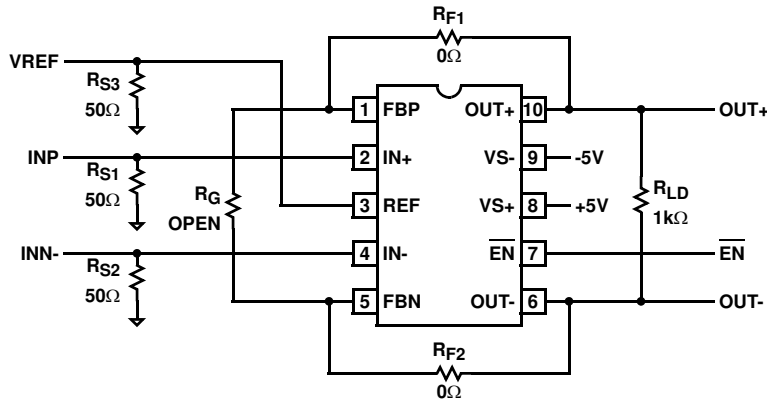 RF1
0Ω
VREF
RS3
50Ω
1 FBP OUT+ 10 OUT+
INP
RS1
50Ω
2 IN+ VS- 9 -5V
RG
OPEN
3 REF VS+ 8 +5V
RLD
1kΩ
INN-
RS2
50Ω
4 IN- E̅N̅ 7 E̅N̅
5 FBN OUT- 6 OUT-
RF2
0Ω